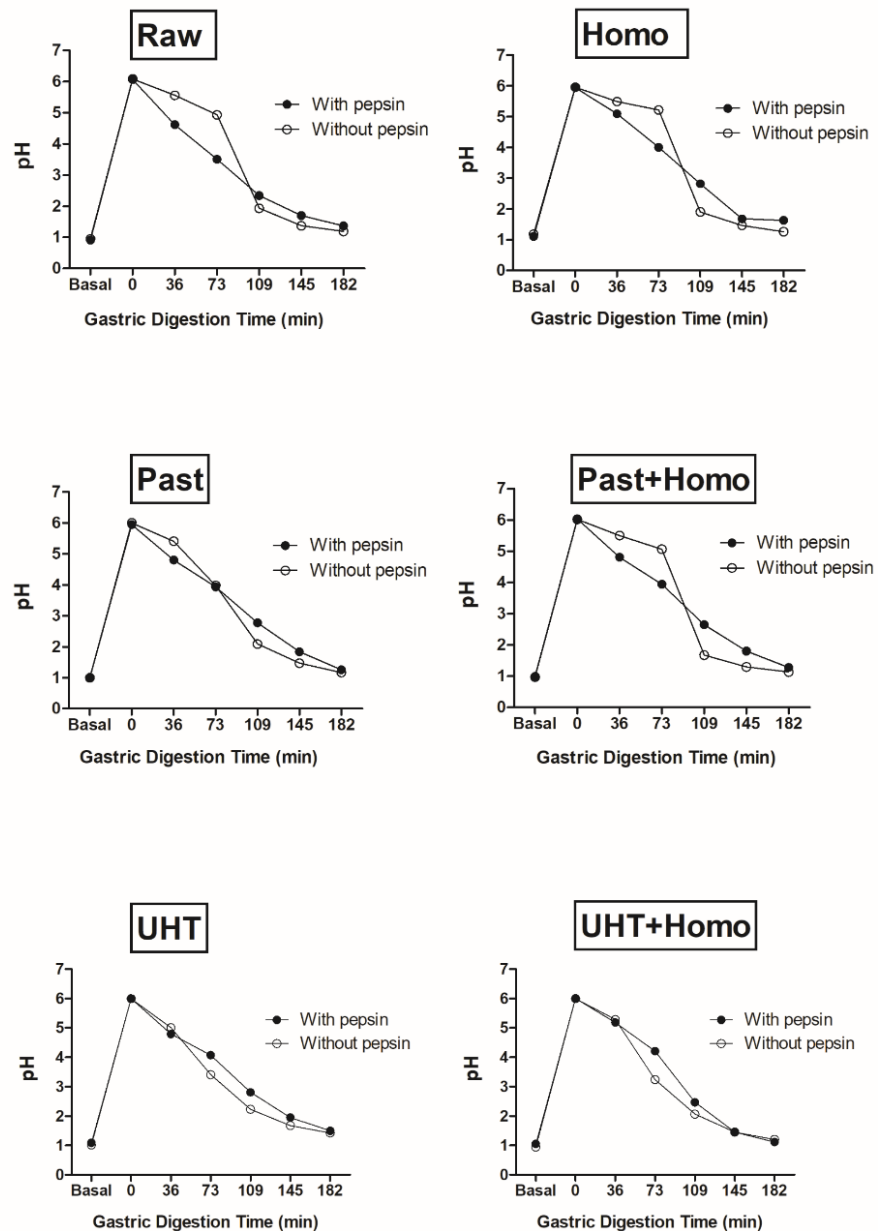 Raw
7
6
5
4
3
2
1
0
pH
With pepsin
Without pepsin
Basal 0 36 73 109 145 182
Gastric Digestion Time (min)
Homo
7
6
5
4
3
2
1
0
pH
With pepsin
Without pepsin
Basal 0 36 73 109 145 182
Gastric Digestion Time (min)
Past
7
6
5
4
3
2
1
0
pH
With pepsin
Without pepsin
Basal 0 36 73 109 145 182
Gastric Digestion Time (min)
Past+Homo
7
6
5
4
3
2
1
0
pH
With pepsin
Without pepsin
Basal 0 36 73 109 145 182
Gastric Digestion Time (min)
UHT
7
6
5
4
3
2
1
0
pH
With pepsin
Without pepsin
Basal 0 36 73 109 145 182
Gastric Digestion Time (min)
UHT+Homo
7
6
5
4
3
2
1
0
pH
With pepsin
Without pepsin
Basal 0 36 73 109 145 182
Gastric Digestion Time (min)